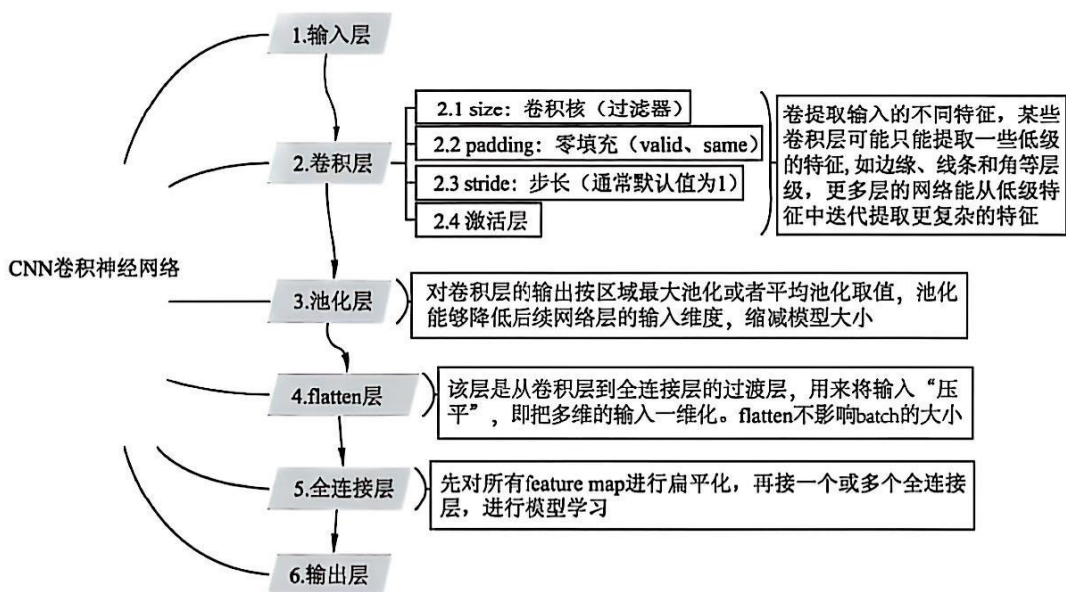 CNN卷积神经网络
1.输入层
2.卷积层
2.1 size：卷积核（过滤器）
2.2 padding：零填充（valid、same）
2.3 stride：步长（通常默认值为1）
2.4 激活层
卷提取输入的不同特征，某些
卷积层可能只能提取一些低级
的特征,如边缘、线条和角等层
级，更多层的网络能从低级特
征中迭代提取更复杂的特征
3.池化层
对卷积层的输出按区域最大池化或者平均池化取值，池化
能够降低后续网络层的输入维度，缩减模型大小
4.flatten层
该层是从卷积层到全连接层的过渡层，用来将输入“压
平”，即把多维的输入一维化。flatten不影响batch的大小
5.全连接层
先对所有feature map进行扁平化，再接一个或多个全连接
层，进行模型学习
6.输出层